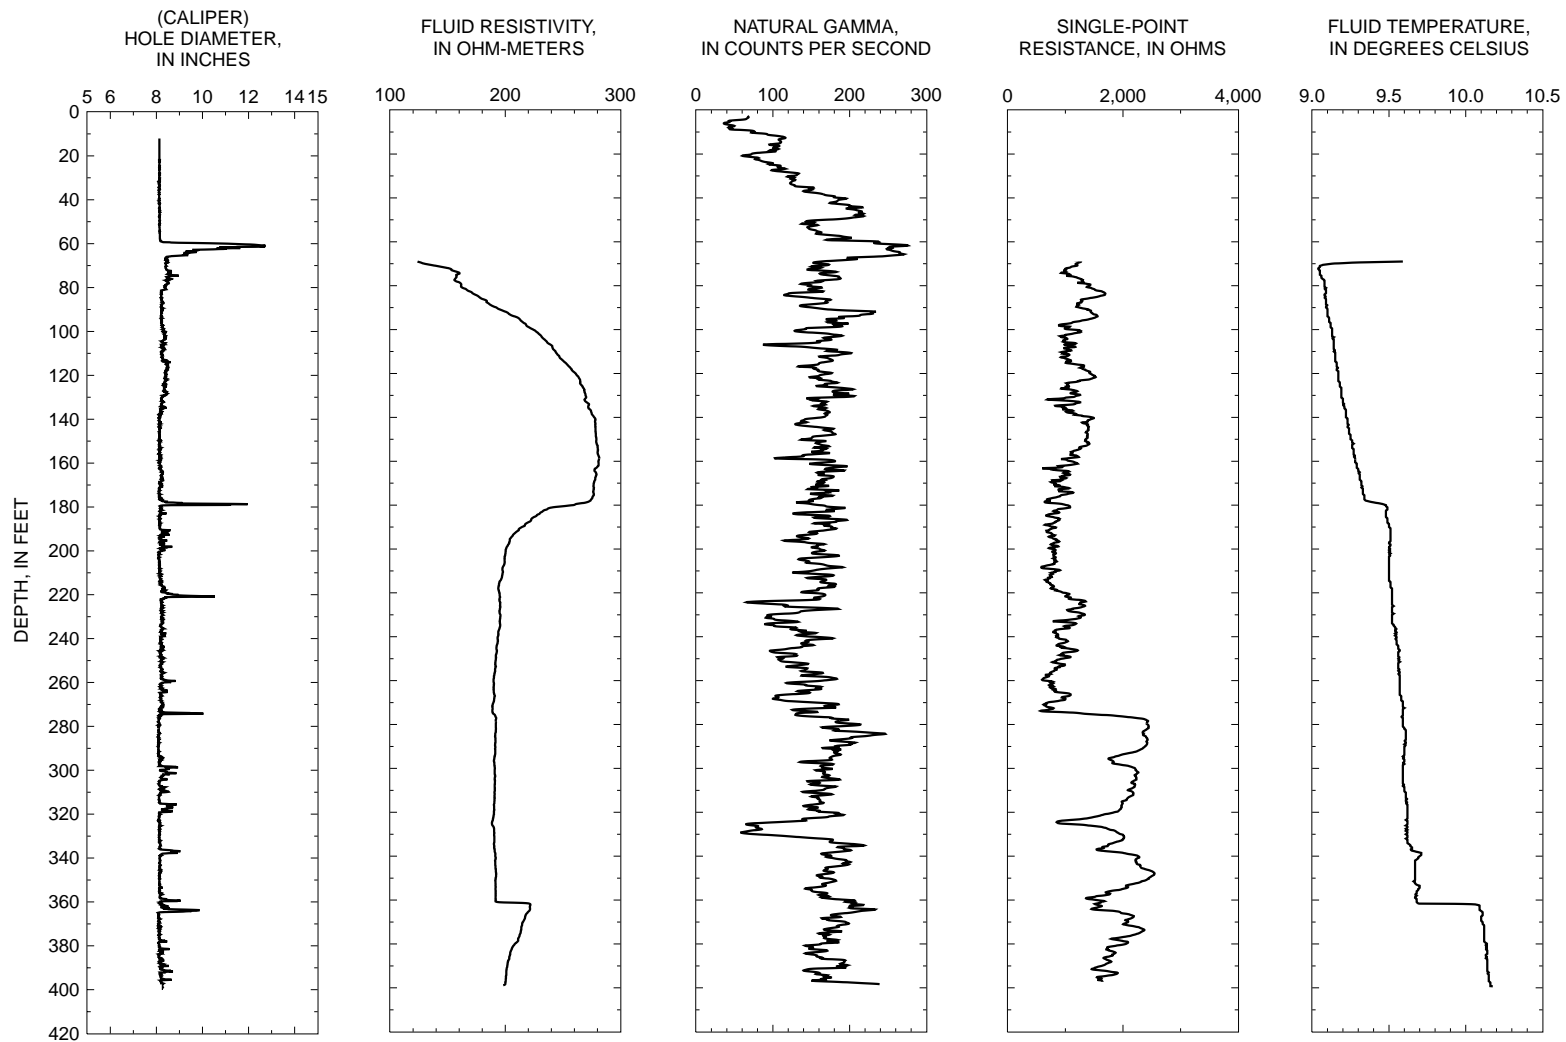 (CALIPER)
HOLE DIAMETER,
IN INCHES
FLUID RESISTIVITY,
IN OHM-METERS
NATURAL GAMMA,
IN COUNTS PER SECOND
SINGLE-POINT
RESISTANCE, IN OHMS
FLUID TEMPERATURE,
IN DEGREES CELSIUS
5 6 8 10 12 14 15
100 200 300
0 100 200 300
0 2,000 4,000
9.0 9.5 10.0 10.5
DEPTH, IN FEET
0
20
40
60
80
100
120
140
160
180
200
220
240
260
280
300
320
340
360
380
400
420